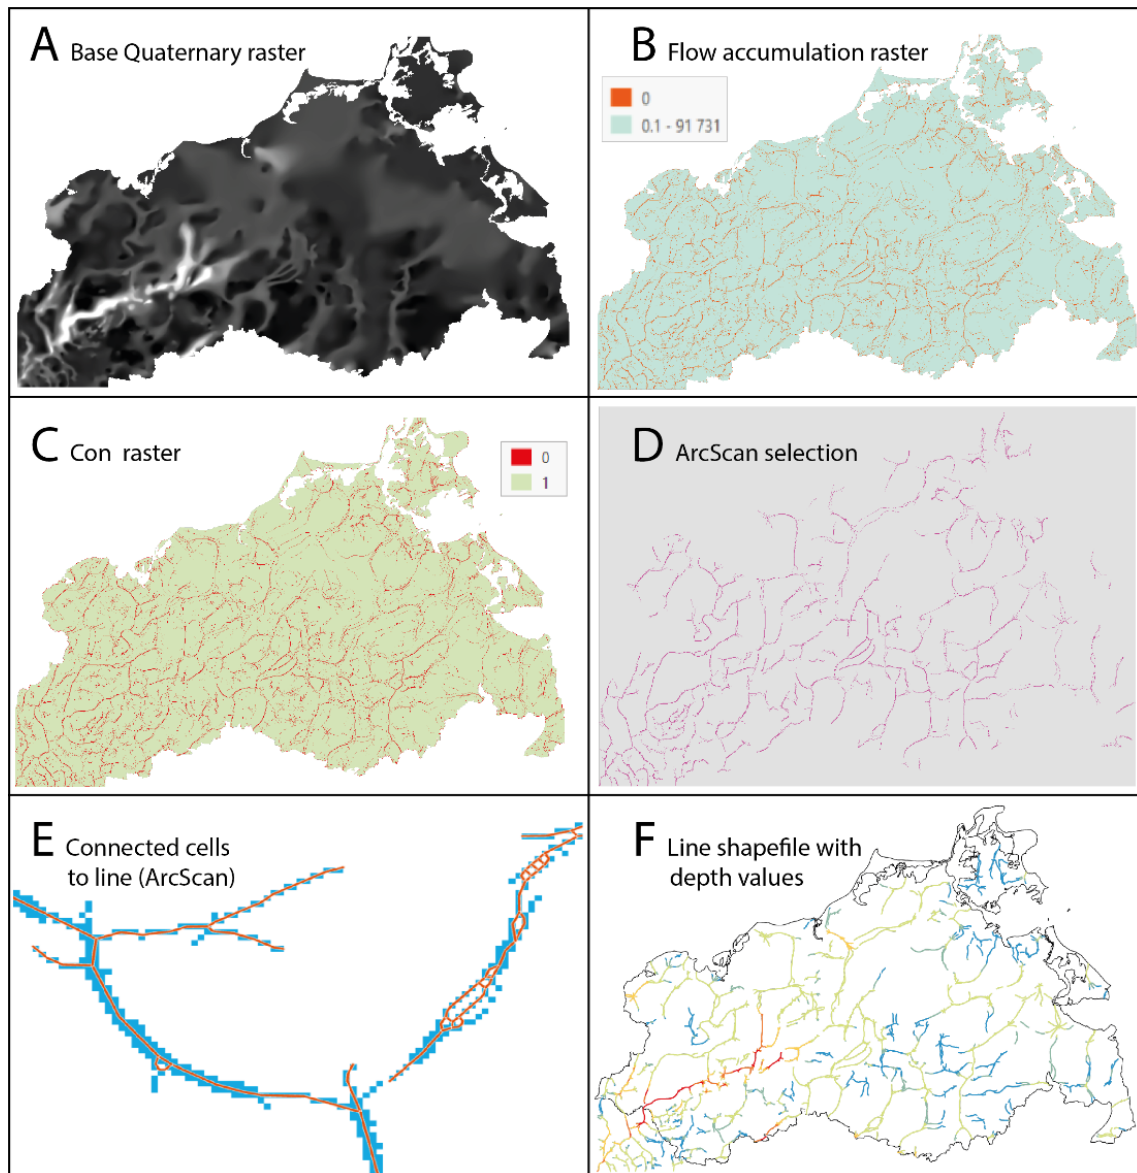 A Base Quaternary raster
B Flow accumulation raster
0
0.1 - 91 731
C Con raster
0
1
D ArcScan selection
E Connected cells
to line (ArcScan)
F Line shapefile with
depth values